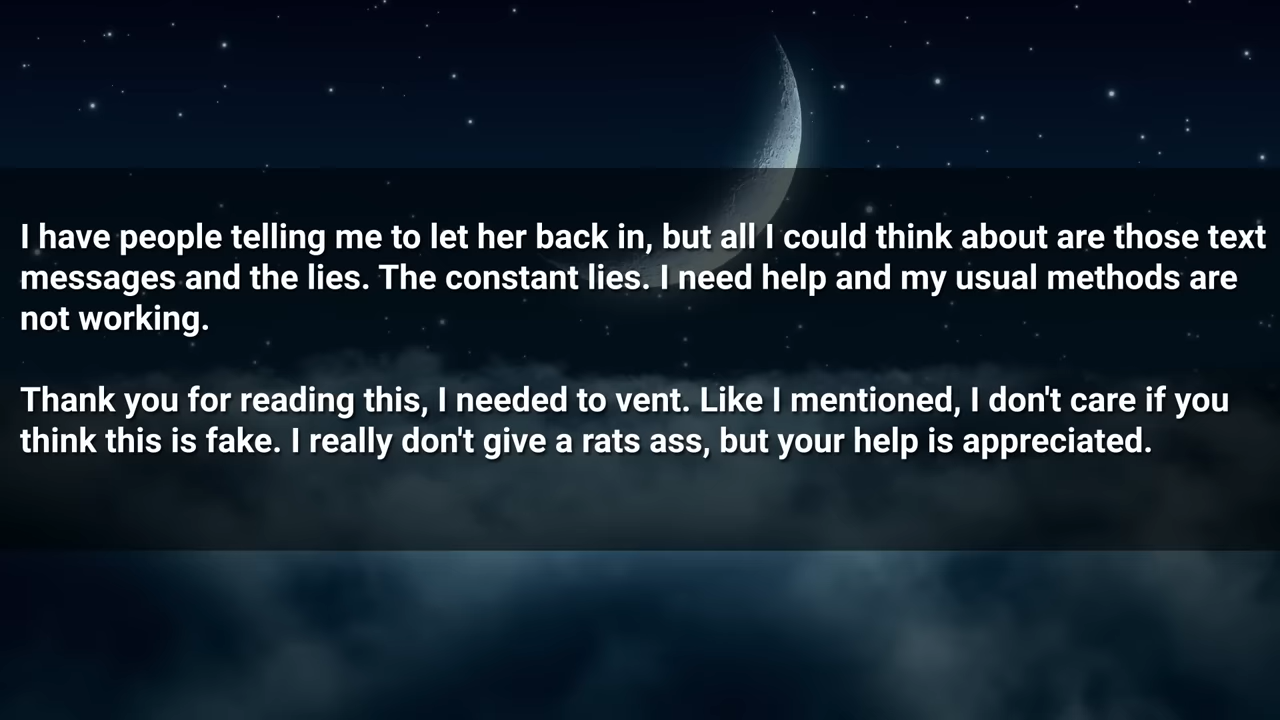 I have people telling me to let her back in, but all I could think about are those text
messages and the lies. The constant lies. I need help and my usual methods are
not working.
Thank you for reading this, I needed to vent. Like I mentioned, I don't care if you
think this is fake. I really don't give a rats ass, but your help is appreciated.